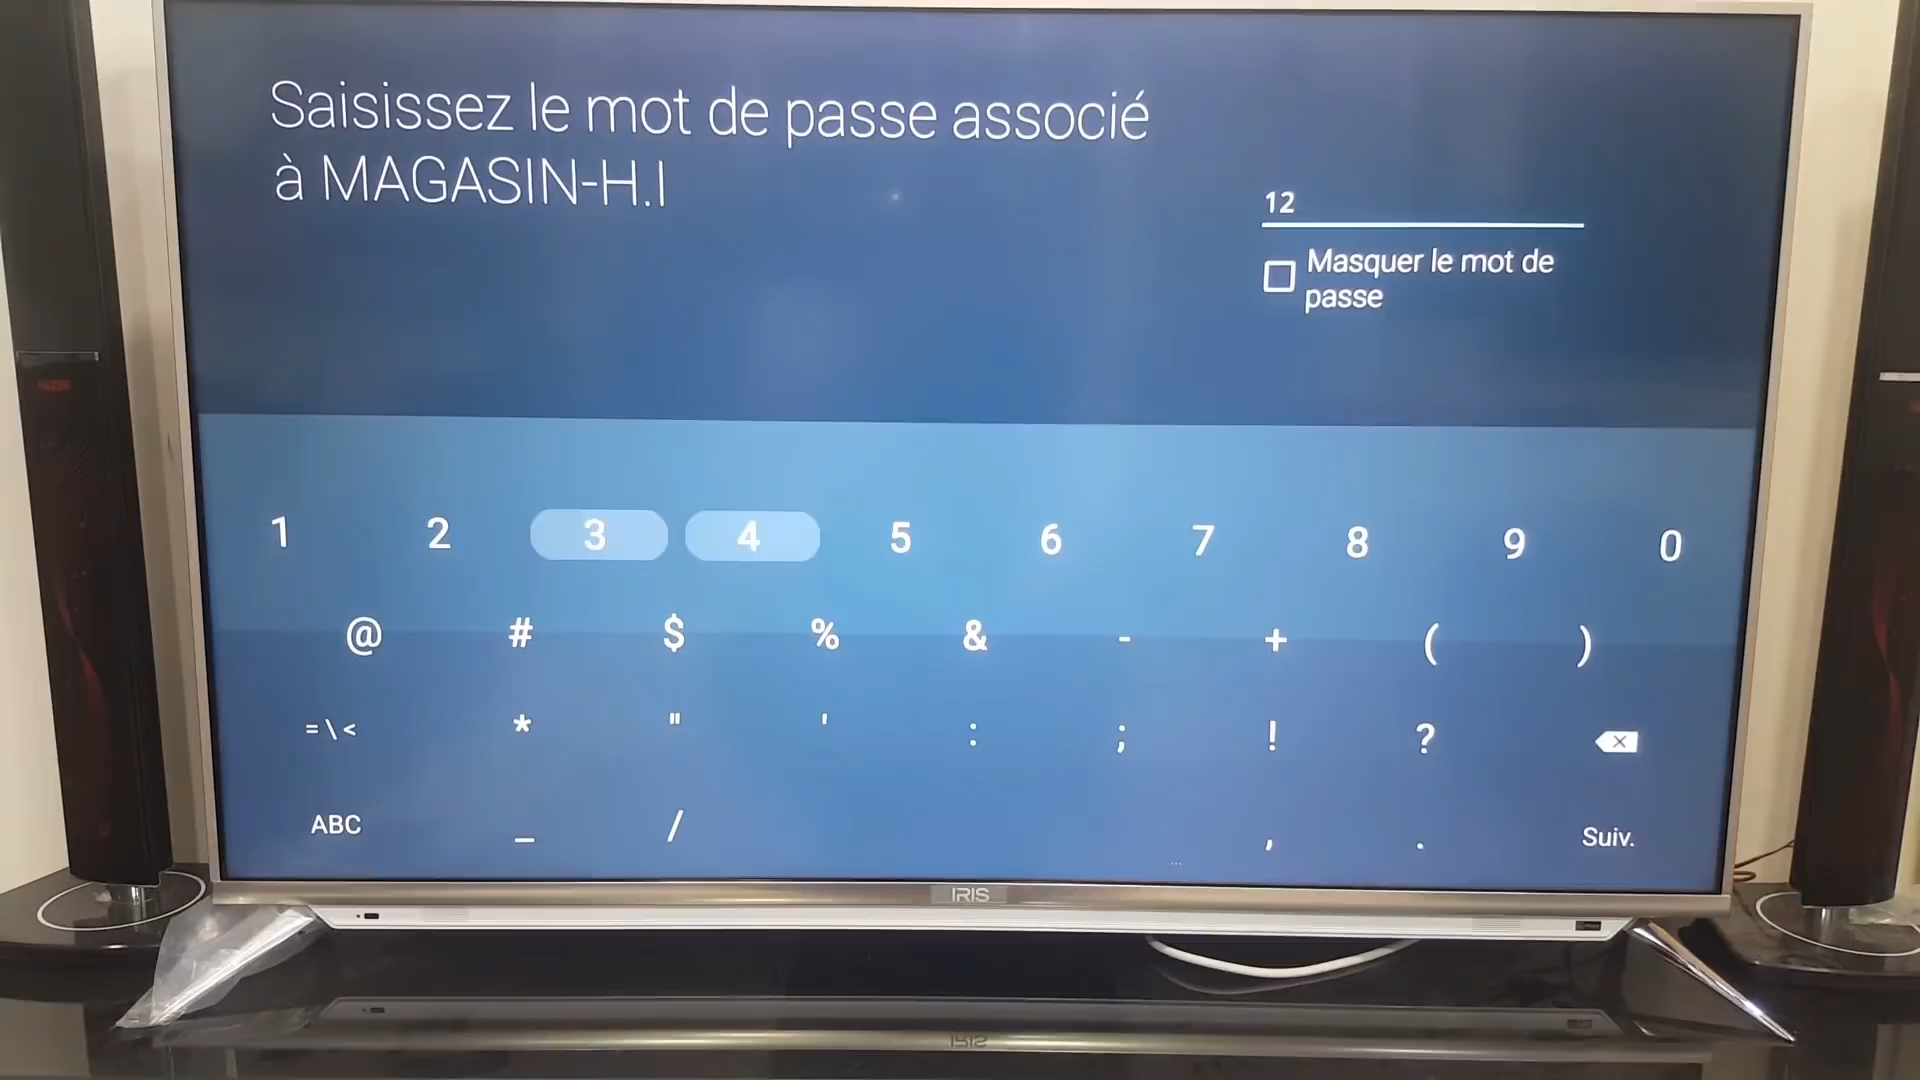 Saisissez le mot de passe associé
à MAGASIN-H.I
12
Masquer le mot de
passe
1 2 3 4 5 6 7 8 9 0
@ # $ % & - + ( )
=\< * " ' : ; ! ?
ABC _ / , . Suiv.
IRIS